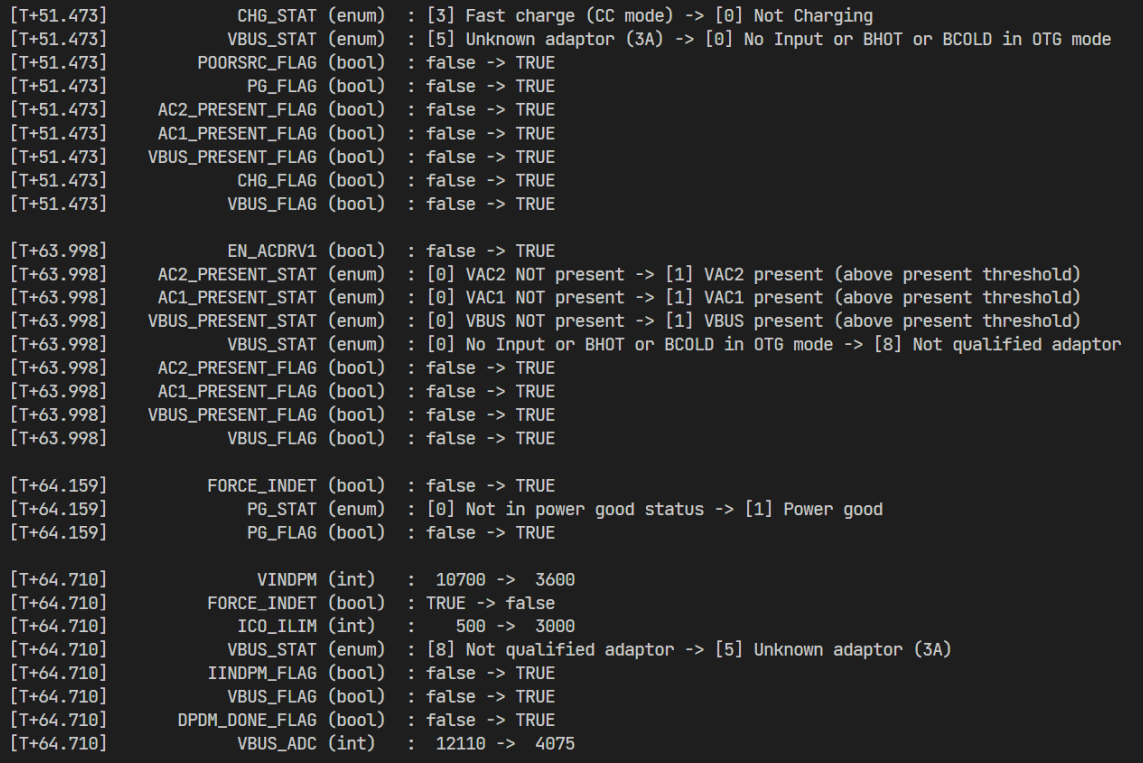 [T+51.473] CHG_STAT (enum) : [3] Fast charge (CC mode) -> [0] Not Charging
[T+51.473] VBUS_STAT (enum) : [5] Unknown adaptor (3A) -> [0] No Input or BHOT or BCOLD in OTG mode
[T+51.473] POORSRC_FLAG (bool) : false -> TRUE
[T+51.473] PG_FLAG (bool) : false -> TRUE
[T+51.473] AC2_PRESENT_FLAG (bool) : false -> TRUE
[T+51.473] AC1_PRESENT_FLAG (bool) : false -> TRUE
[T+51.473] VBUS_PRESENT_FLAG (bool) : false -> TRUE
[T+51.473] CHG_FLAG (bool) : false -> TRUE
[T+51.473] VBUS_FLAG (bool) : false -> TRUE
[T+63.998] EN_ACDRV1 (bool) : false -> TRUE
[T+63.998] AC2_PRESENT_STAT (enum) : [0] VAC2 NOT present -> [1] VAC2 present (above present threshold)
[T+63.998] AC1_PRESENT_STAT (enum) : [0] VAC1 NOT present -> [1] VAC1 present (above present threshold)
[T+63.998] VBUS_PRESENT_STAT (enum) : [0] VBUS NOT present -> [1] VBUS present (above present threshold)
[T+63.998] VBUS_STAT (enum) : [0] No Input or BHOT or BCOLD in OTG mode -> [8] Not qualified adaptor
[T+63.998] AC2_PRESENT_FLAG (bool) : false -> TRUE
[T+63.998] AC1_PRESENT_FLAG (bool) : false -> TRUE
[T+63.998] VBUS_PRESENT_FLAG (bool) : false -> TRUE
[T+63.998] VBUS_FLAG (bool) : false -> TRUE
[T+64.159] FORCE_INDET (bool) : false -> TRUE
[T+64.159] PG_STAT (enum) : [0] Not in power good status -> [1] Power good
[T+64.159] PG_FLAG (bool) : false -> TRUE
[T+64.710] VINDPM (int) : 10700 -> 3600
[T+64.710] FORCE_INDET (bool) : TRUE -> false
[T+64.710] ICO_ILIM (int) : 500 -> 3000
[T+64.710] VBUS_STAT (enum) : [8] Not qualified adaptor -> [5] Unknown adaptor (3A)
[T+64.710] IINDPM_FLAG (bool) : false -> TRUE
[T+64.710] VBUS_FLAG (bool) : false -> TRUE
[T+64.710] DPDM_DONE_FLAG (bool) : false -> TRUE
[T+64.710] VBUS_ADC (int) : 12110 -> 4075